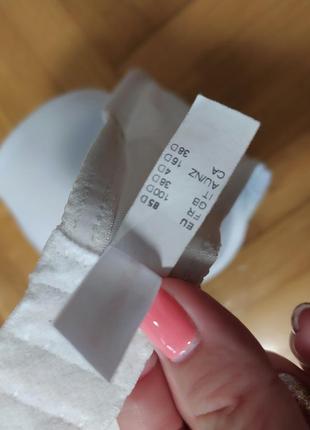 EU 85D
FR 100D
GB 38D
IT 4D
AU/NZ 16D
CA 38D